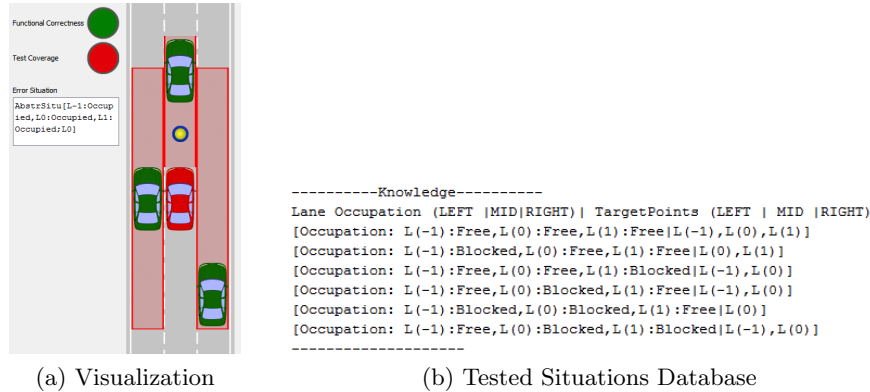 Functional Correctness
Test Coverage
Error Situation
AbstrSitu[L-1:Occup
ied,L0:Occupied,L1:
Occupied;L0]
----------Knowledge----------
Lane Occupation (LEFT |MID|RIGHT)| TargetPoints (LEFT | MID |RIGHT)
[Occupation: L(-1):Free,L(0):Free,L(1):Free|L(-1),L(0),L(1)]
[Occupation: L(-1):Blocked,L(0):Free,L(1):Free|L(0),L(1)]
[Occupation: L(-1):Free,L(0):Free,L(1):Blocked|L(-1),L(0)]
[Occupation: L(-1):Free,L(0):Blocked,L(1):Free|L(-1),L(0)]
[Occupation: L(-1):Blocked,L(0):Blocked,L(1):Free|L(0)]
[Occupation: L(-1):Free,L(0):Blocked,L(1):Blocked|L(-1),L(0)]
--------------------
(a) Visualization
(b) Tested Situations Database